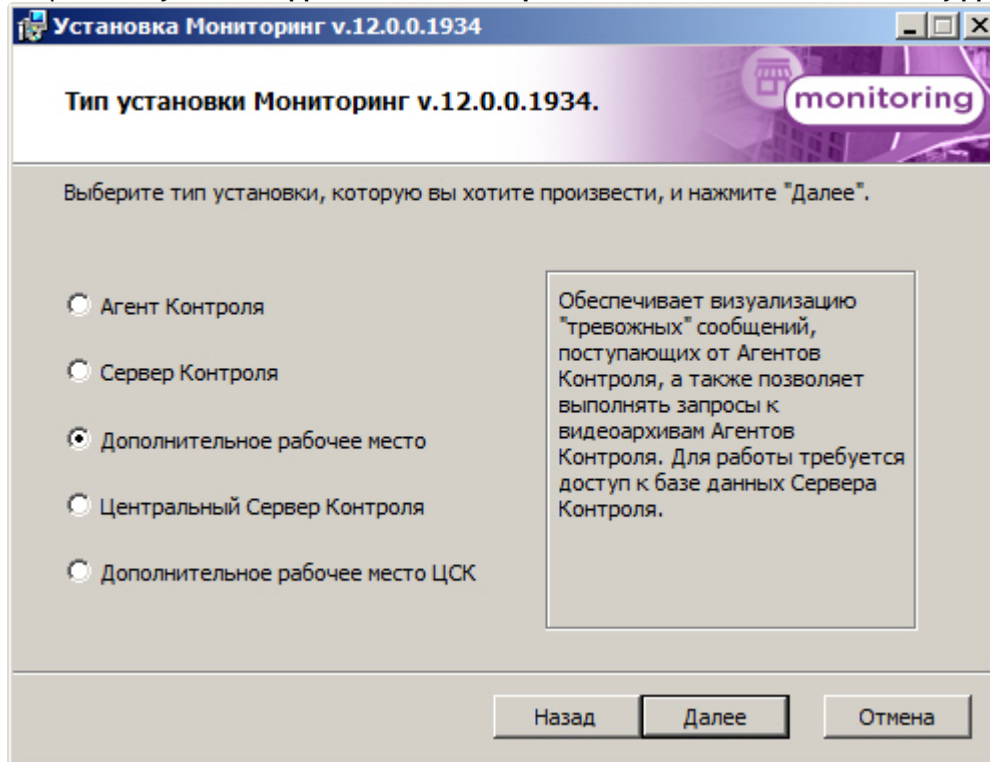 Установка Мониторинг v.12.0.0.1934
Тип установки Мониторинг v.12.0.0.1934.
monitoring
Выберите тип установки, которую вы хотите произвести, и нажмите "Далее".
Агент Контроля
Сервер Контроля
Дополнительное рабочее место
Центральный Сервер Контроля
Дополнительное рабочее место ЦСК
Обеспечивает визуализацию
"тревожных" сообщений,
поступающих от Агентов
Контроля, а также позволяет
выполнять запросы к
видеоархивам Агентов
Контроля. Для работы требуется
доступ к базе данных Сервера
Контроля.
Назад
Далее
Отмена